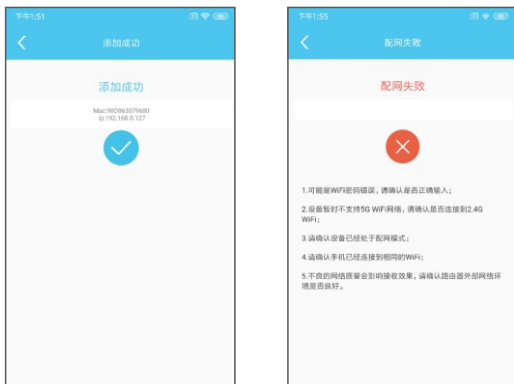 下午1:51
添加成功
添加成功
Mac:98D863079680
ip:192.168.0.127
下午1:55
配网失败
配网失败
1.可能是WiFi密码错误，请确认是否正确输入；
2.设备暂时不支持5G WiFi网络，请确认是否连接到2.4G
WiFi；
3.请确认设备已经处于配网模式；
4.请确认手机已经连接到相同的WiFi；
5.不良的网络质量会影响接收效果，请确认路由器外部网络环
境是否良好。